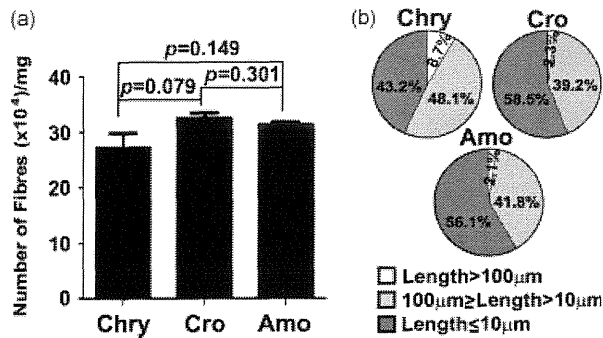 (a)
p=0.149
p=0.079
p=0.301
Number of Fibres (x10⁻⁴)/mg
40
30
20
10
0
Chry
Cro
Amo
(b)
Chry
8.7%
43.2%
48.1%
Cro
2.3%
58.5%
39.2%
Amo
2.1%
56.1%
41.8%
Length>100μm
100μm≥Length>10μm
Length≤10μm